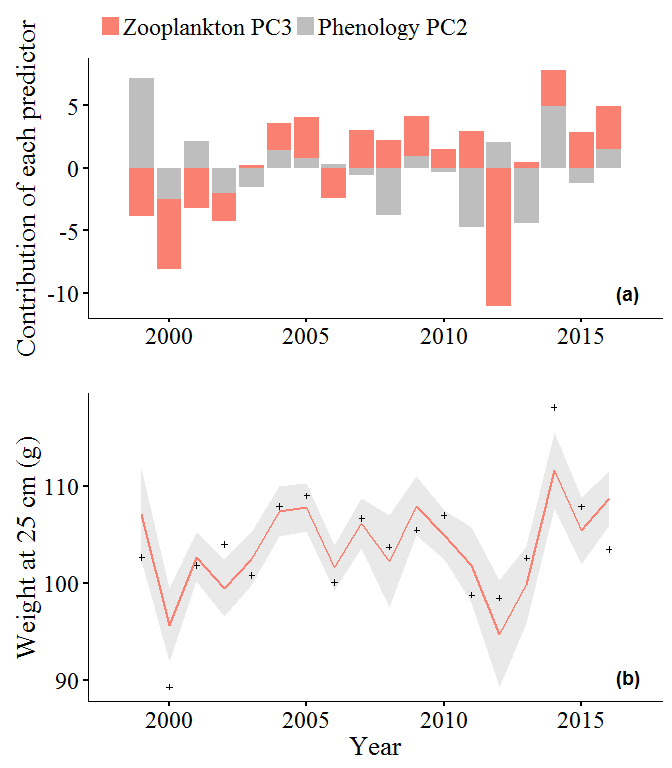 Zooplankton PC3 Phenology PC2
Contribution of each predictor
5
0
-5
-10
(a)
2000 2005 2010 2015
Weight at 25 cm (g)
110
100
90
(b)
2000 2005 2010 2015
Year